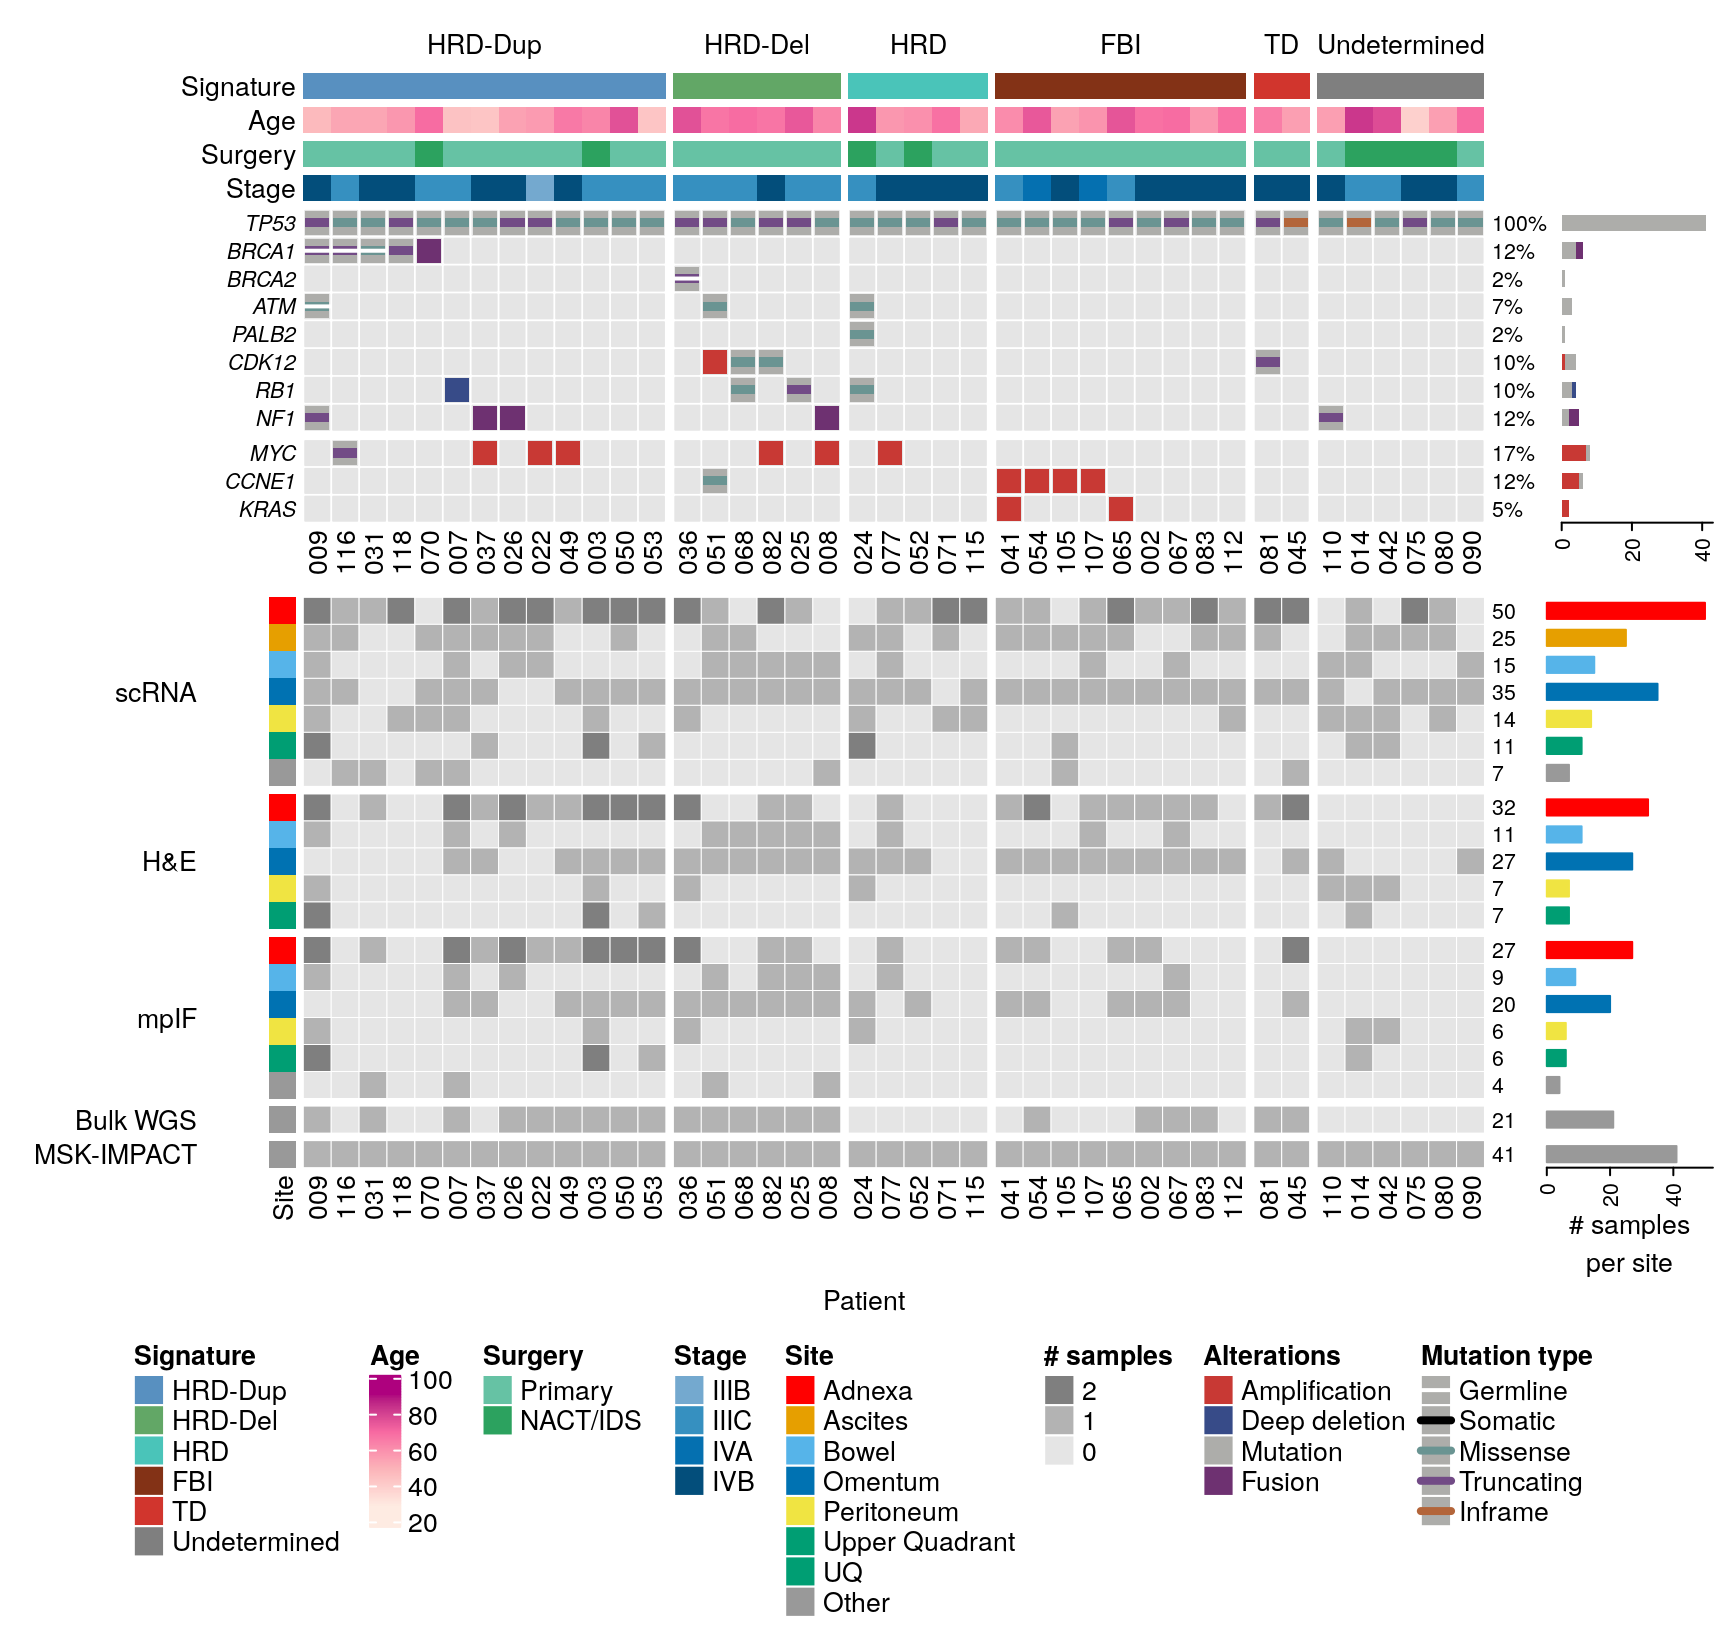 HRD-Dup HRD-Del HRD FBI TD Undetermined
Signature
Age
Surgery
Stage
TP53 100%
BRCA1 12%
BRCA2 2%
ATM 7%
PALB2 2%
CDK12 10%
RB1 10%
NF1 12%
MYC 17%
CCNE1 12%
KRAS 5%
009 116 031 118 070 007 037 026 022 049 003 050 053 036 051 068 082 225 008 024 077 052 071 115 041 054 105 107 065 002 067 083 112 081 045 110 014 042 075 080 090
0 20 40
scRNA
50
25
15
35
14
11
7
H&E
32
11
27
7
7
mpIF
27
9
20
6
6
4
Bulk WGS 21
MSK-IMPACT 41
Site 009 116 031 118 070 007 037 026 022 049 003 050 053 036 051 068 082 225 008 024 077 052 071 115 041 054 105 107 065 002 067 083 112 081 045 110 014 042 075 080 090
0 20 40
# samples
per site
Patient
Signature
HRD-Dup
HRD-Del
HRD
FBI
TD
Undetermined
Age
100
80
60
40
20
Surgery
Primary
NACT/IDS
Stage
IIIB
IIIC
IVA
IVB
Site
Adnexa
Ascites
Bowel
Omentum
Peritoneum
Upper Quadrant
UQ
Other
# samples
2
1
0
Alterations
Amplification
Deep deletion
Mutation
Fusion
Mutation type
Germline
Somatic
Missense
Truncating
Inframe